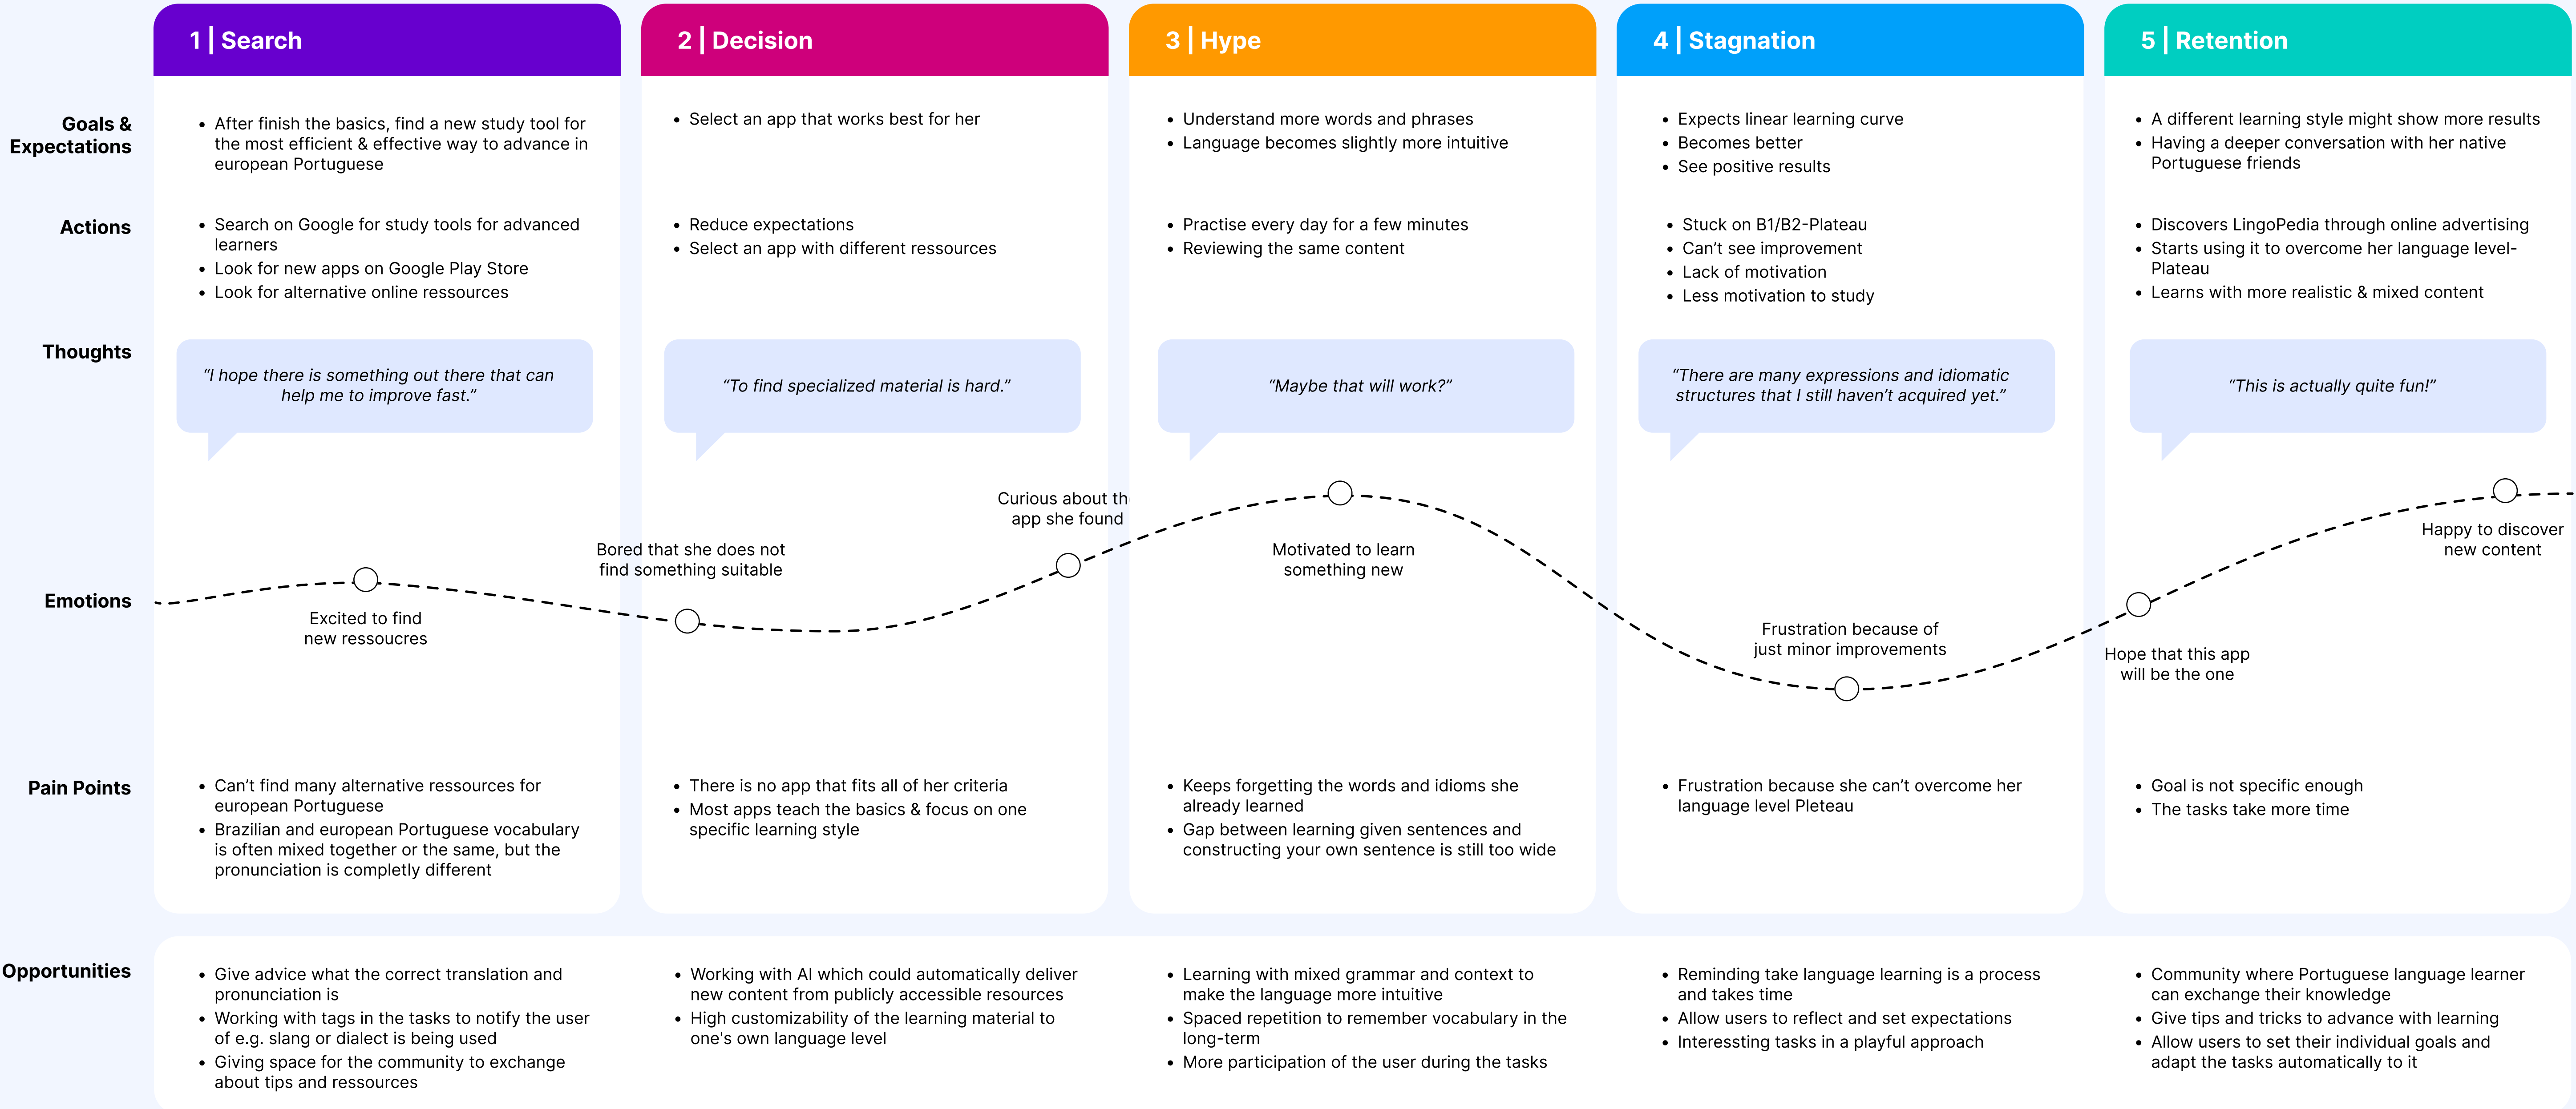 1 | Search
2 | Decision
3 | Hype
4 | Stagnation
5 | Retention
Goals &
Expectations
• After finish the basics, find a new study tool for
the most efficient & effective way to advance in
european Portuguese
• Select an app that works best for her
• Understand more words and phrases
• Language becomes slightly more intuitive
• Expects linear learning curve
• Becomes better
• See positive results
• A different learning style might show more results
• Having a deeper conversation with her native
Portuguese friends
Actions
• Search on Google for study tools for advanced
learners
• Look for new apps on Google Play Store
• Look for alternative online ressources
• Reduce expectations
• Select an app with different ressources
• Practise every day for a few minutes
• Reviewing the same content
• Stuck on B1/B2-Plateau
• Can’t see improvement
• Lack of motivation
• Less motivation to study
• Discovers LingoPedia through online advertising
• Starts using it to overcome her language level-
Plateau
• Learns with more realistic & mixed content
Thoughts
“I hope there is something out there that can
help me to improve fast.”
“To find specialized material is hard.”
“Maybe that will work?”
“There are many expressions and idiomatic
structures that I still haven’t acquired yet.”
“This is actually quite fun!”
Emotions
Excited to find
new ressoucres
Bored that she does not
find something suitable
Curious about th
app she found
Motivated to learn
something new
Frustration because of
just minor improvements
Hope that this app
will be the one
Happy to discover
new content
Pain Points
• Can’t find many alternative ressources for
european Portuguese
• Brazilian and european Portuguese vocabulary
is often mixed together or the same, but the
pronunciation is completly different
• There is no app that fits all of her criteria
• Most apps teach the basics & focus on one
specific learning style
• Keeps forgetting the words and idioms she
already learned
• Gap between learning given sentences and
constructing your own sentence is still too wide
• Frustration because she can’t overcome her
language level Pleteau
• Goal is not specific enough
• The tasks take more time
Opportunities
• Give advice what the correct translation and
pronunciation is
• Working with tags in the tasks to notify the user
of e.g. slang or dialect is being used
• Giving space for the community to exchange
about tips and ressources
• Working with AI which could automatically deliver
new content from publicly accessible resources
• High customizability of the learning material to
one's own language level
• Learning with mixed grammar and context to
make the language more intuitive
• Spaced repetition to remember vocabulary in the
long-term
• More participation of the user during the tasks
• Reminding take language learning is a process
and takes time
• Allow users to reflect and set expectations
• Interessting tasks in a playful approach
• Community where Portuguese language learner
can exchange their knowledge
• Give tips and tricks to advance with learning
• Allow users to set their individual goals and
adapt the tasks automatically to it